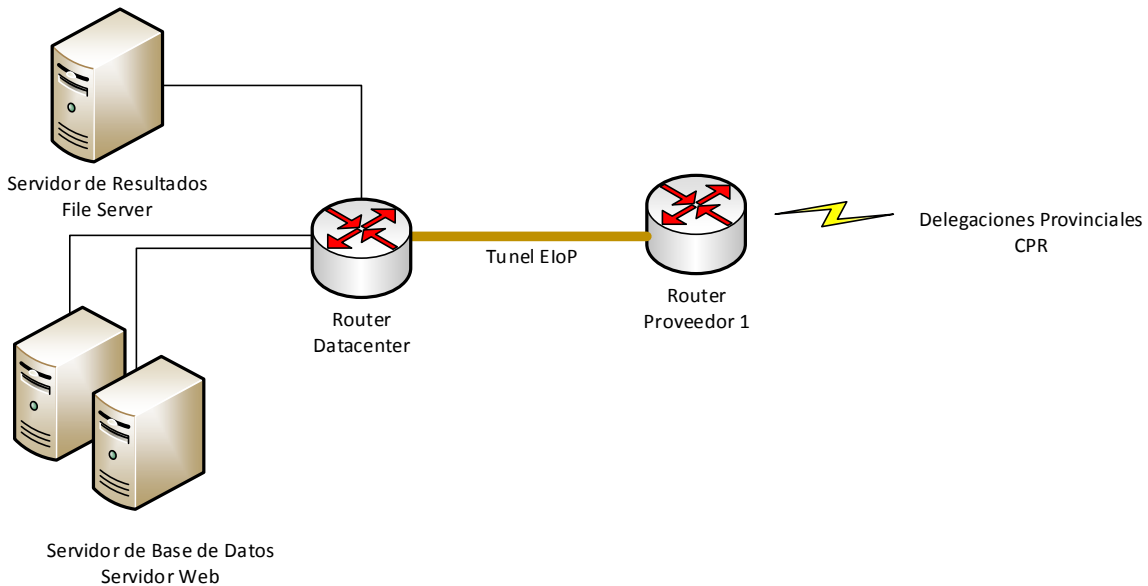 Servidor de Resultados
File Server
Tunel EIoP
Router
Datacenter
Router
Proveedor 1
Delegaciones Provinciales
CPR
Servidor de Base de Datos
Servidor Web